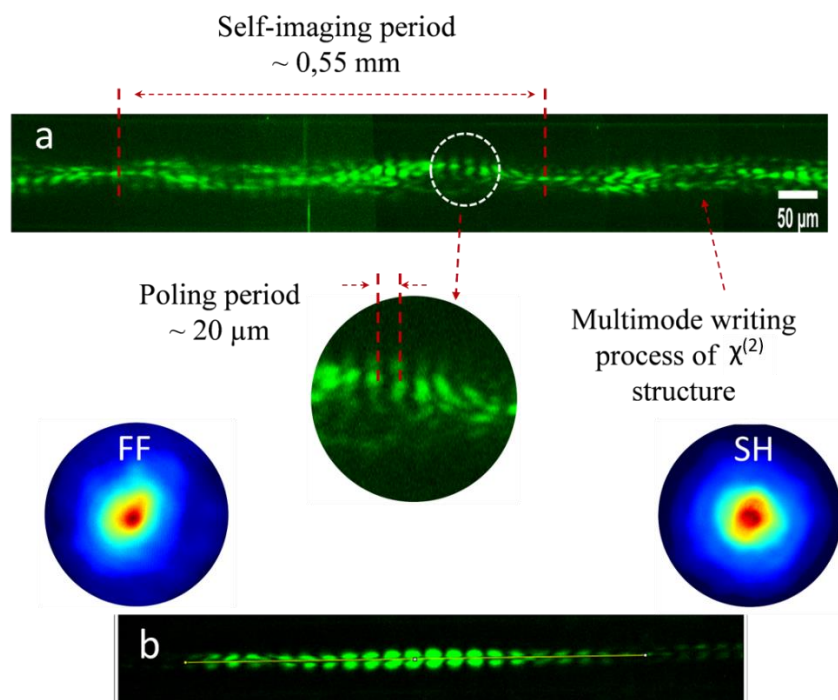 Self-imaging period
~ 0,55 mm
a
50 µm
Poling period
~ 20 µm
Multimode writing
process of χ(2)
structure
FF
SH
b